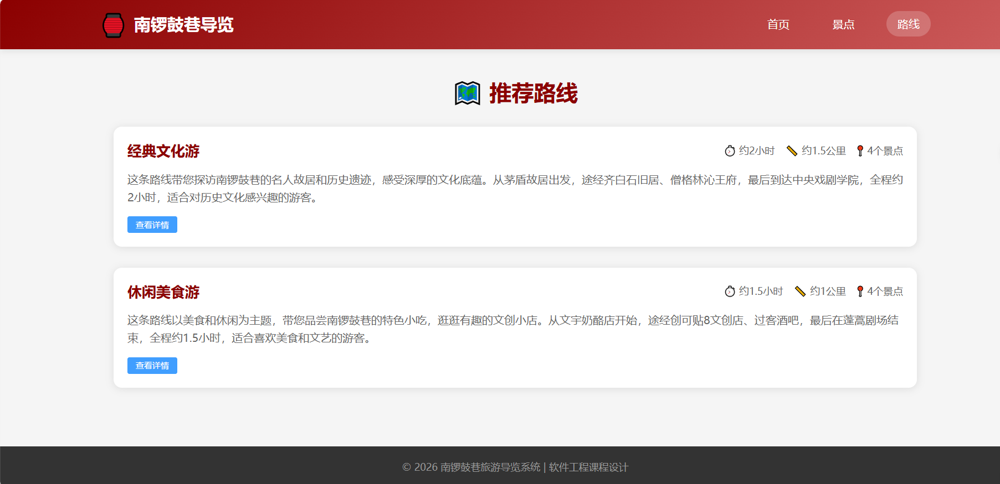 南锣鼓巷导览
首页
景点
路线
推荐路线
经典文化游
约2小时 约1.5公里 4个景点
这条路线带您探访南锣鼓巷的名人故居和历史遗迹，感受深厚的文化底蕴。从茅盾故居出发，途经齐白石旧居、僧格林沁王府，最后到达中央戏剧学院，全程约
2小时，适合对历史文化感兴趣的游客。
查看详情
休闲美食游
约1.5小时 约1公里 4个景点
这条路线以美食和休闲为主题，带您品尝南锣鼓巷的特色小吃，逛逛有趣的文创小店。从文宇奶酪店开始，途经创可贴8文创店、过客酒吧，最后在蓬蒿剧场结
束，全程约1.5小时，适合喜欢美食和文艺的游客。
查看详情
© 2026 南锣鼓巷旅游导览系统 | 软件工程课程设计